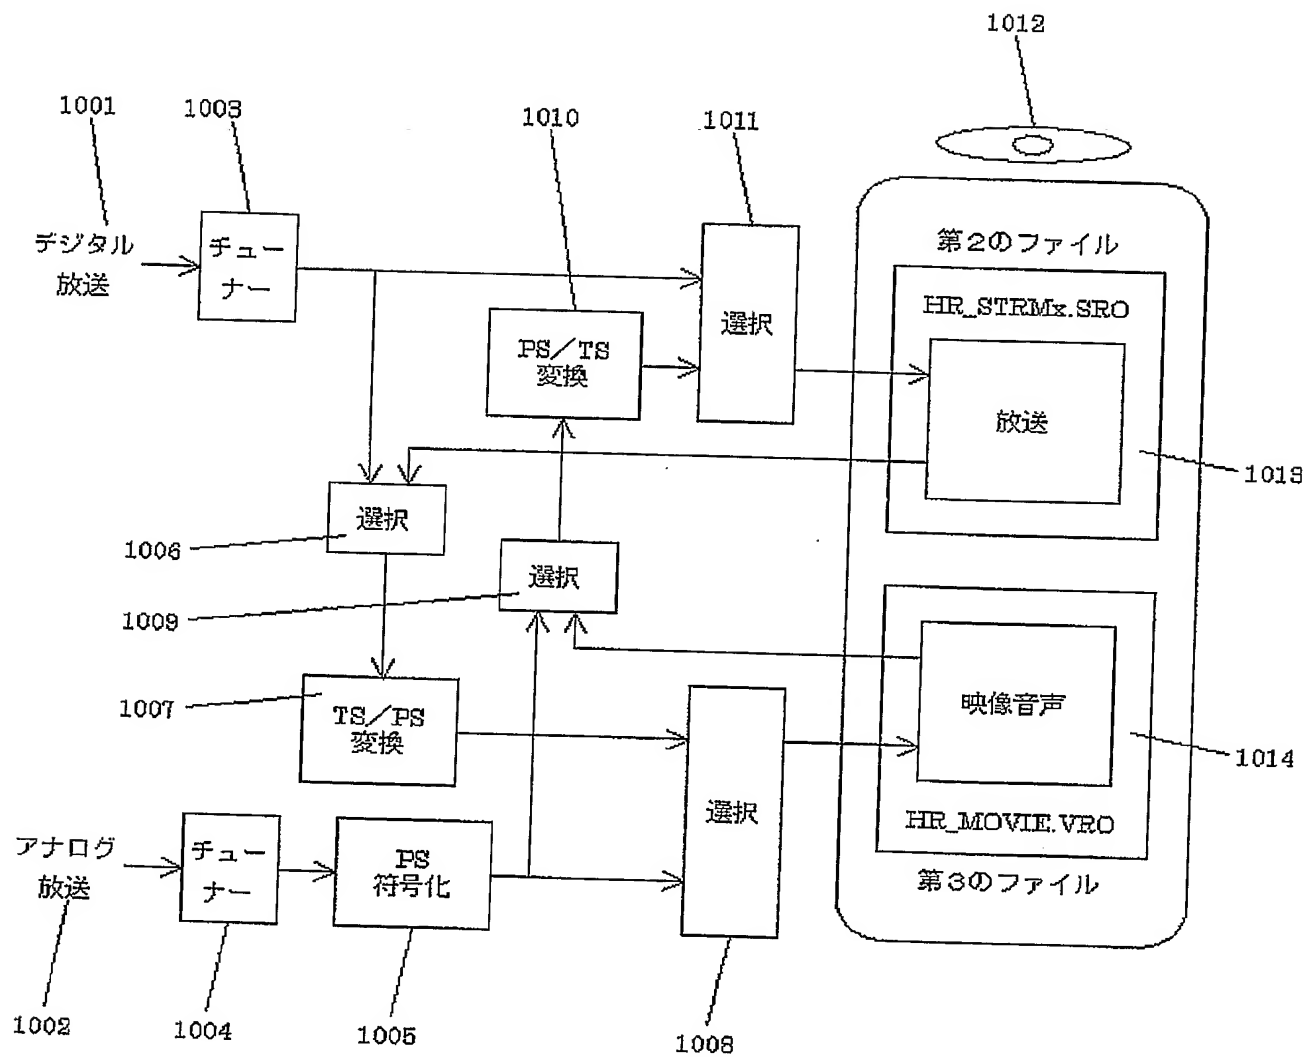 1012
1001
1003
1010
1011
デジタル
放送
チュー
ナー
第2のファイル
HR_STRMx.SRO
PS/TS
変換
選択
放送
1013
選択
1006
選択
1009
1007
TS/PS
変換
映像音声
1014
選択
HR_MOVIE.VRO
第3のファイル
アナログ
放送
チュー
ナー
PS
符号化
1002
1004
1005
1008